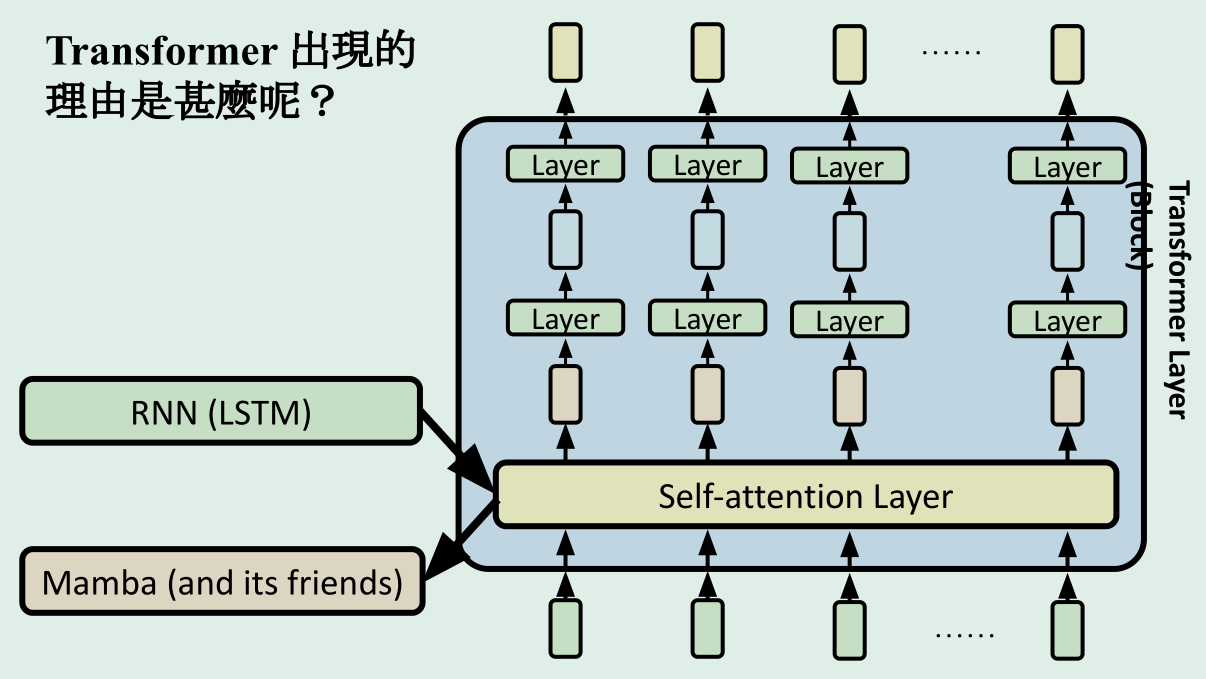 Transformer 出現的
理由是甚麼呢？
……
Layer Layer Layer Layer
Transformer Layer
(Block)
Layer Layer Layer Layer
RNN (LSTM)
Self-attention Layer
Mamba (and its friends)
……